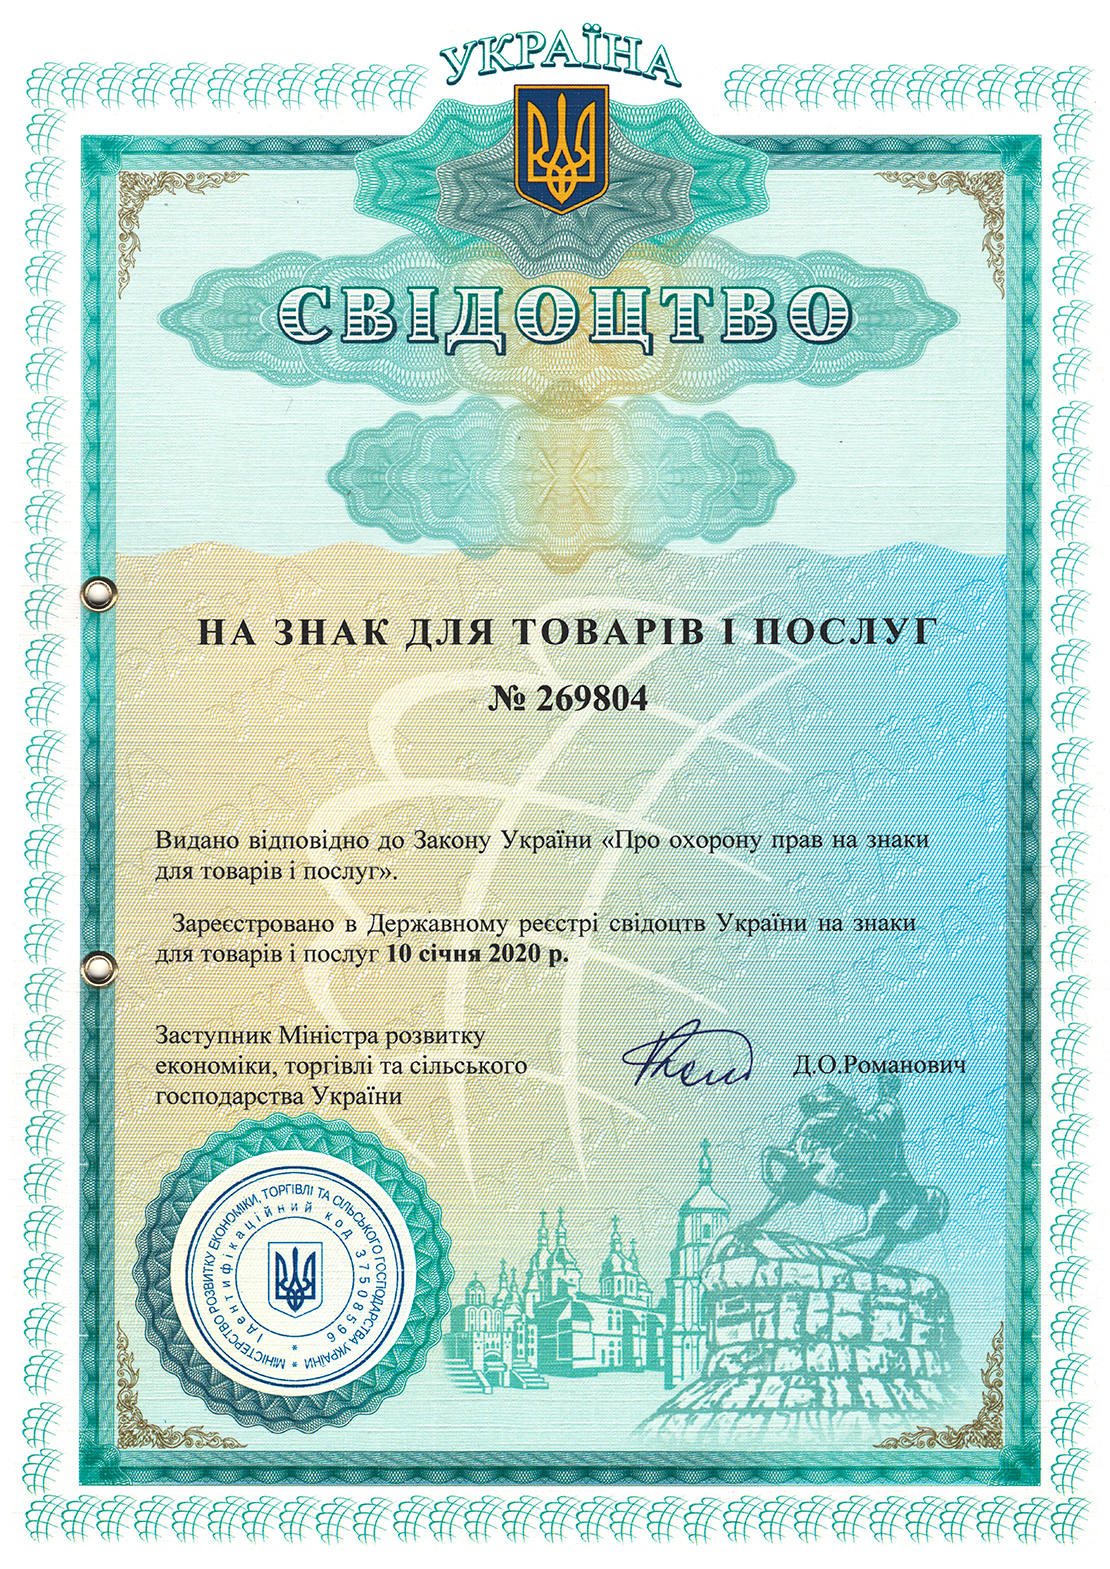 УКРАЇНА
СВІДОЦТВО
НА ЗНАК ДЛЯ ТОВАРІВ І ПОСЛУГ
№ 269804
Видано відповідно до Закону України «Про охорону прав на знаки
для товарів і послуг».
Зареєстровано в Державному реєстрі свідоцтв України на знаки
для товарів і послуг 10 січня 2020 р.
Заступник Міністра розвитку
економіки, торгівлі та сільського
господарства України
Д.О.Романович
МІНІСТЕРСТВО РОЗВИТКУ ЕКОНОМІКИ, ТОРГІВЛІ ТА СІЛЬСЬКОГО ГОСПОДАРСТВА УКРАЇНИ *
Ідентифікаційний код 37508596 *